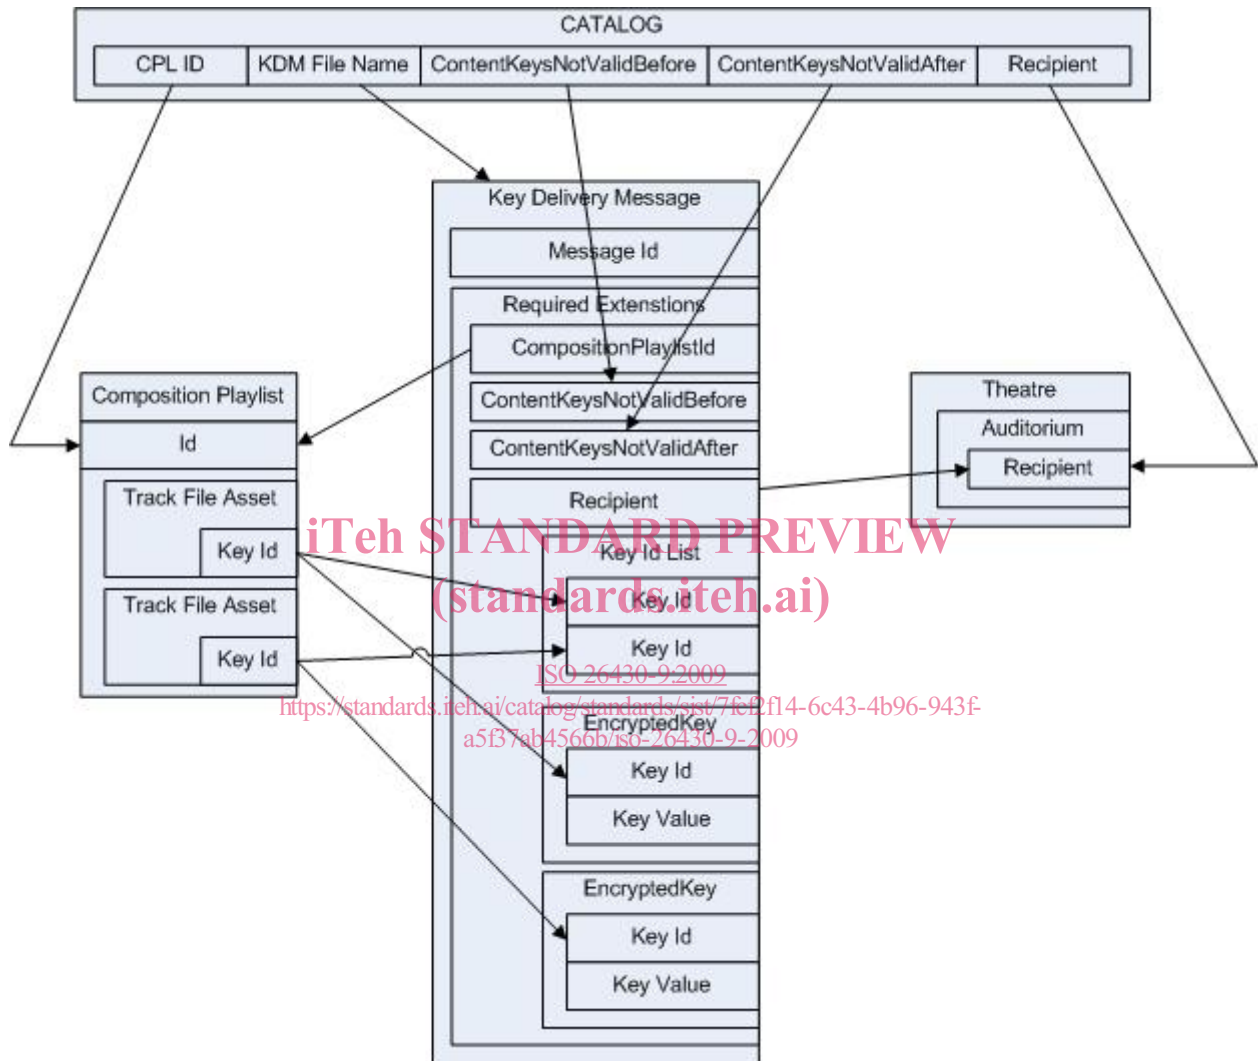 CATALOG
CPL ID
KDM File Name
ContentKeysNotValidBefore
ContentKeysNotValidAfter
Recipient
Key Delivery Message
Message Id
Required Extenstions
CompositionPlaylistId
ContentKeysNotValidBefore
ContentKeysNotValidAfter
Recipient
Key Id List
Key Id
Key Id
EncryptedKey
Key Id
Key Value
EncryptedKey
Key Id
Key Value
Composition Playlist
Id
Track File Asset
Key Id
Track File Asset
Key Id
Theatre
Auditorium
Recipient
iTeh STANDARD PREVIEW
(standards.iteh.ai)
ISO 26430-9:2009
https://standards.iteh.ai/catalog/standards/sist/7fef2f14-6c43-4b96-943f-
a5f37ab4566b/iso-26430-9-2009